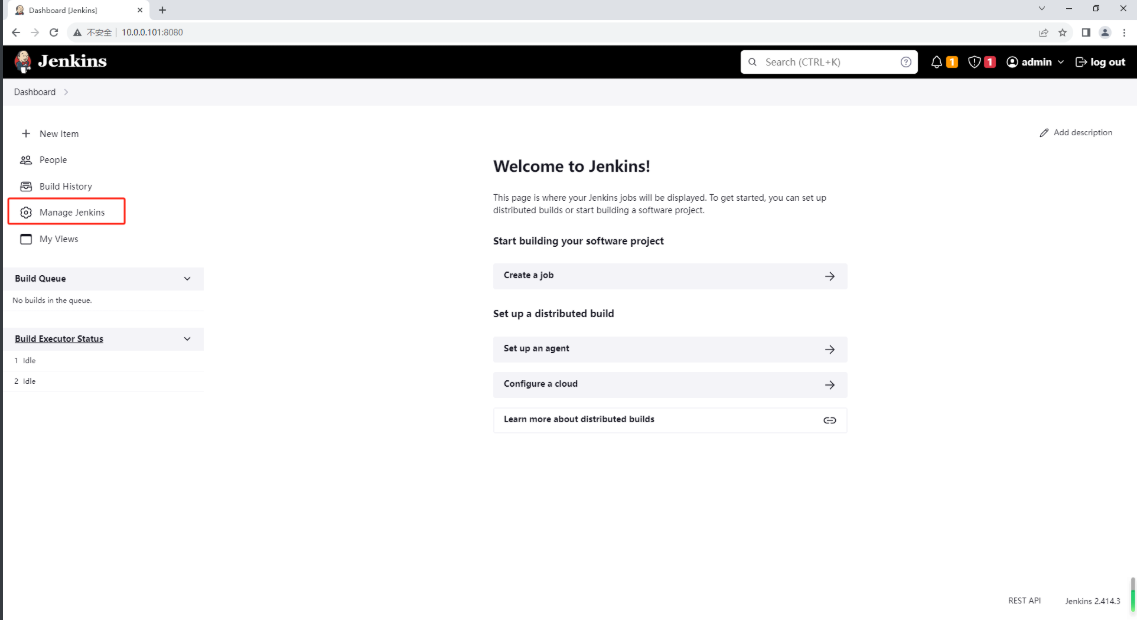 Dashboard [Jenkins]
不安全 10.0.0.101:8080
Jenkins
Search (CTRL+K)
1
1
admin
log out
Dashboard
New Item
Add description
People
Build History
Manage Jenkins
My Views
Build Queue
No builds in the queue.
Build Executor Status
1 Idle
2 Idle
Welcome to Jenkins!
This page is where your Jenkins jobs will be displayed. To get started, you can set up
distributed builds or start building a software project.
Start building your software project
Create a job
Set up a distributed build
Set up an agent
Configure a cloud
Learn more about distributed builds
REST API
Jenkins 2.414.3